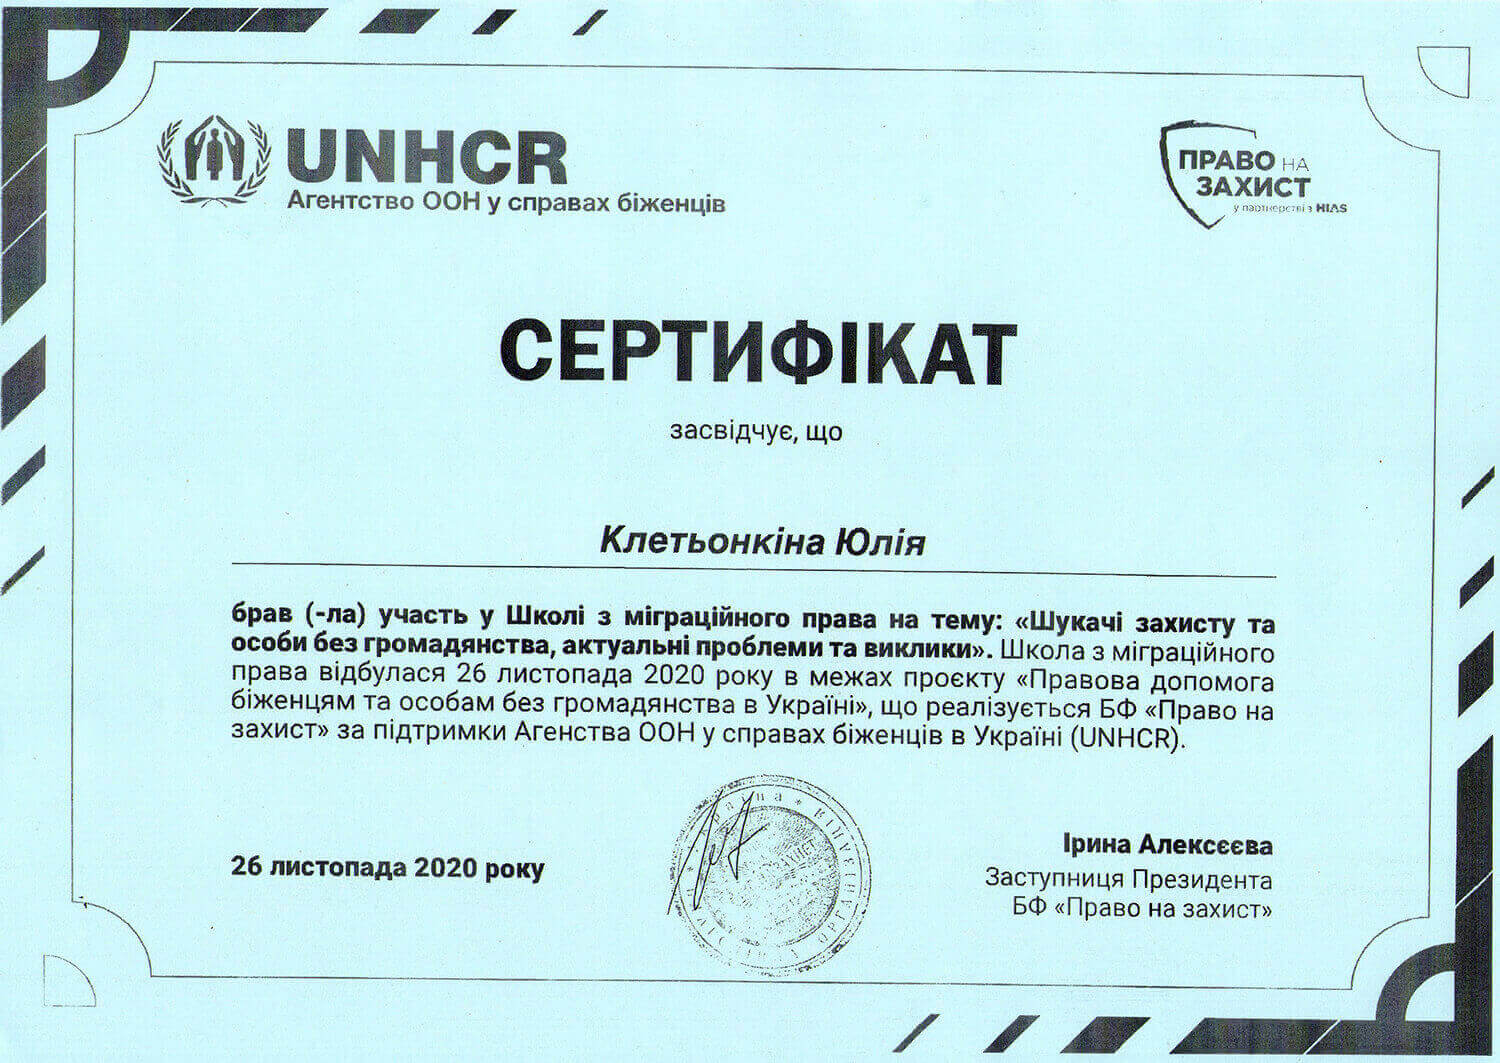 UNHCR
Агентство ООН у справах біженців
ПРАВО НА
ЗАХИСТ
у партнерстві з HIAS
СЕРТИФІКАТ
засвідчує, що
Клетьонкіна Юлія
брав (-ла) участь у Школі з міграційного права на тему: «Шукачі захисту та
особи без громадянства, актуальні проблеми та виклики». Школа з міграційного
права відбулася 26 листопада 2020 року в межах проєкту «Правова допомога
біженцям та особам без громадянства в Україні», що реалізується БФ «Право на
захист» за підтримки Агенства ООН у справах біженців в Україні (UNHCR).
26 листопада 2020 року
Ірина Алексєєва
Заступниця Президента
БФ «Право на захист»